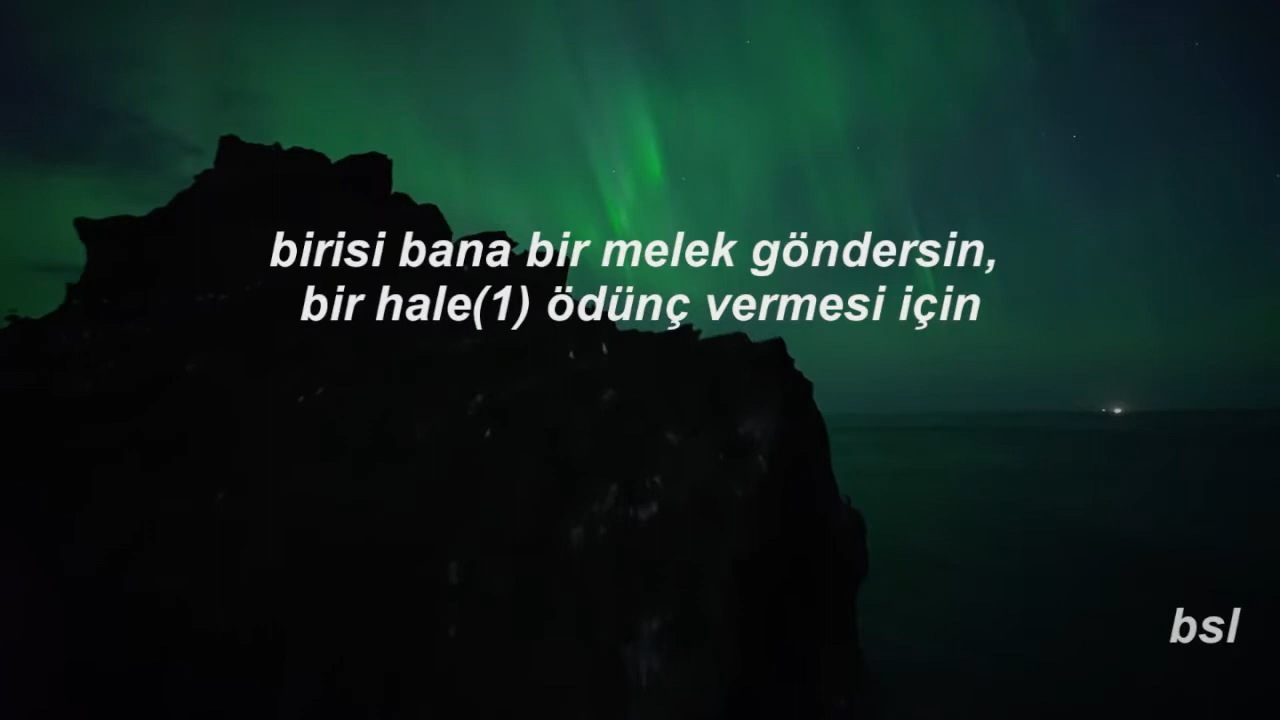 birisi bana bir melek göndersin,
bir hale(1) ödünç vermesi için
bsl